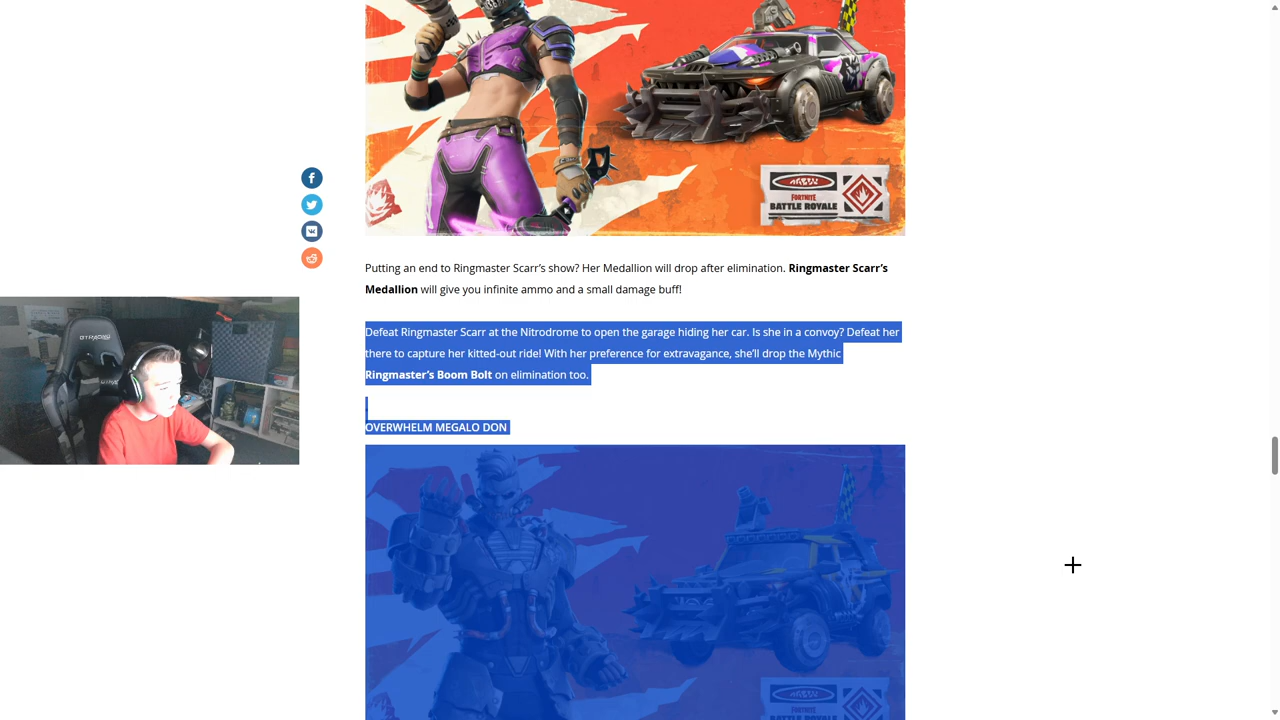 FORTNITE
BATTLE ROYALE
Putting an end to Ringmaster Scarr’s show? Her Medallion will drop after elimination. Ringmaster Scarr’s
Medallion will give you infinite ammo and a small damage buff!
Defeat Ringmaster Scarr at the Nitrodrome to open the garage hiding her car. Is she in a convoy? Defeat her
there to capture her kitted-out ride! With her preference for extravagance, she’ll drop the Mythic
Ringmaster’s Boom Bolt on elimination too.
OVERWHELM MEGALO DON
FORTNITE
BATTLE ROYALE